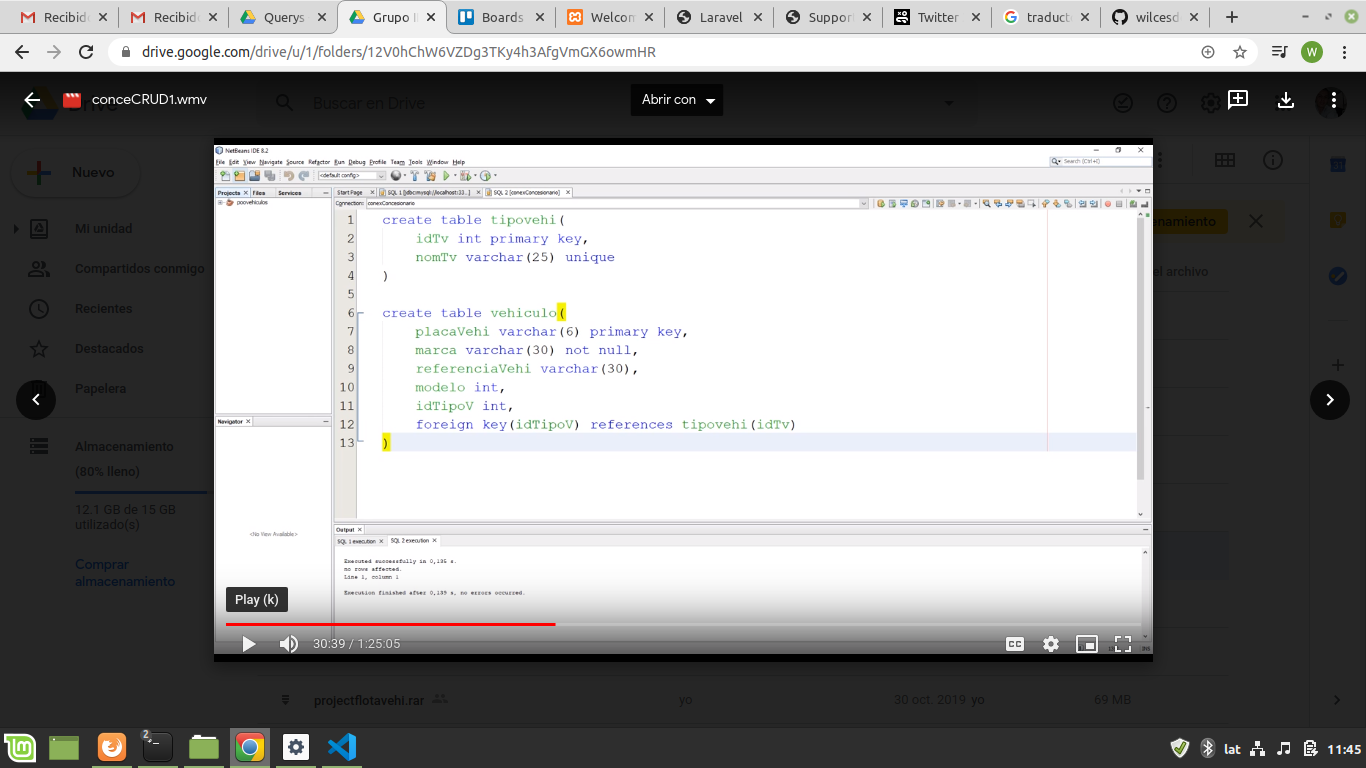 Recibido
Recibido
Querys
Grupo I
Boards
Welcom
Laravel
Suppor
Twitter
traducto
wilcesd
drive.google.com/drive/u/1/folders/12V0hChW6VZDg3TKy4h3AfgVmGX6owmHR
W
conceCRUD1.wmv
Buscar en Drive
Abrir con
Nuevo
Mi unidad
Compartidos conmigo
Recientes
Destacados
Papelera
Almacenamiento
(80% lleno)
12.1 GB de 15 GB
utilizado(s)
Comprar
almacenamiento
enamiento
el archivo
NetBeans IDE 8.2
File Edit View Navigate Source Refactor Run Debug Profile Team Tools Window Help
Search (Ctrl+I)
<default config>
Projects Files Services
poovehiculos
Start Page SQL 1 [jdbc:mysql://localhost:33...] SQL 2 [conexConcesionario]
Connection: conexConcesionario
1 create table tipovehi(
2 idTv int primary key,
3 nomTv varchar(25) unique
4 )
5
6 create table vehiculo(
7 placaVehi varchar(6) primary key,
8 marca varchar(30) not null,
9 referenciaVehi varchar(30),
10 modelo int,
11 idTipoV int,
12 foreign key(idTipoV) references tipovehi(idTv)
13 )
Navigator
<No View Available>
Output
SQL 1 execution SQL 2 execution
Executed successfully in 0,195 s.
no rows affected.
Line 1, column 1
Execution finished after 0,199 s, no errors occurred.
Play (k)
30:39 / 1:25:05
CC
projectflotavehi.rar yo 30 oct. 2019 yo 69 MB
2
lat
11:45